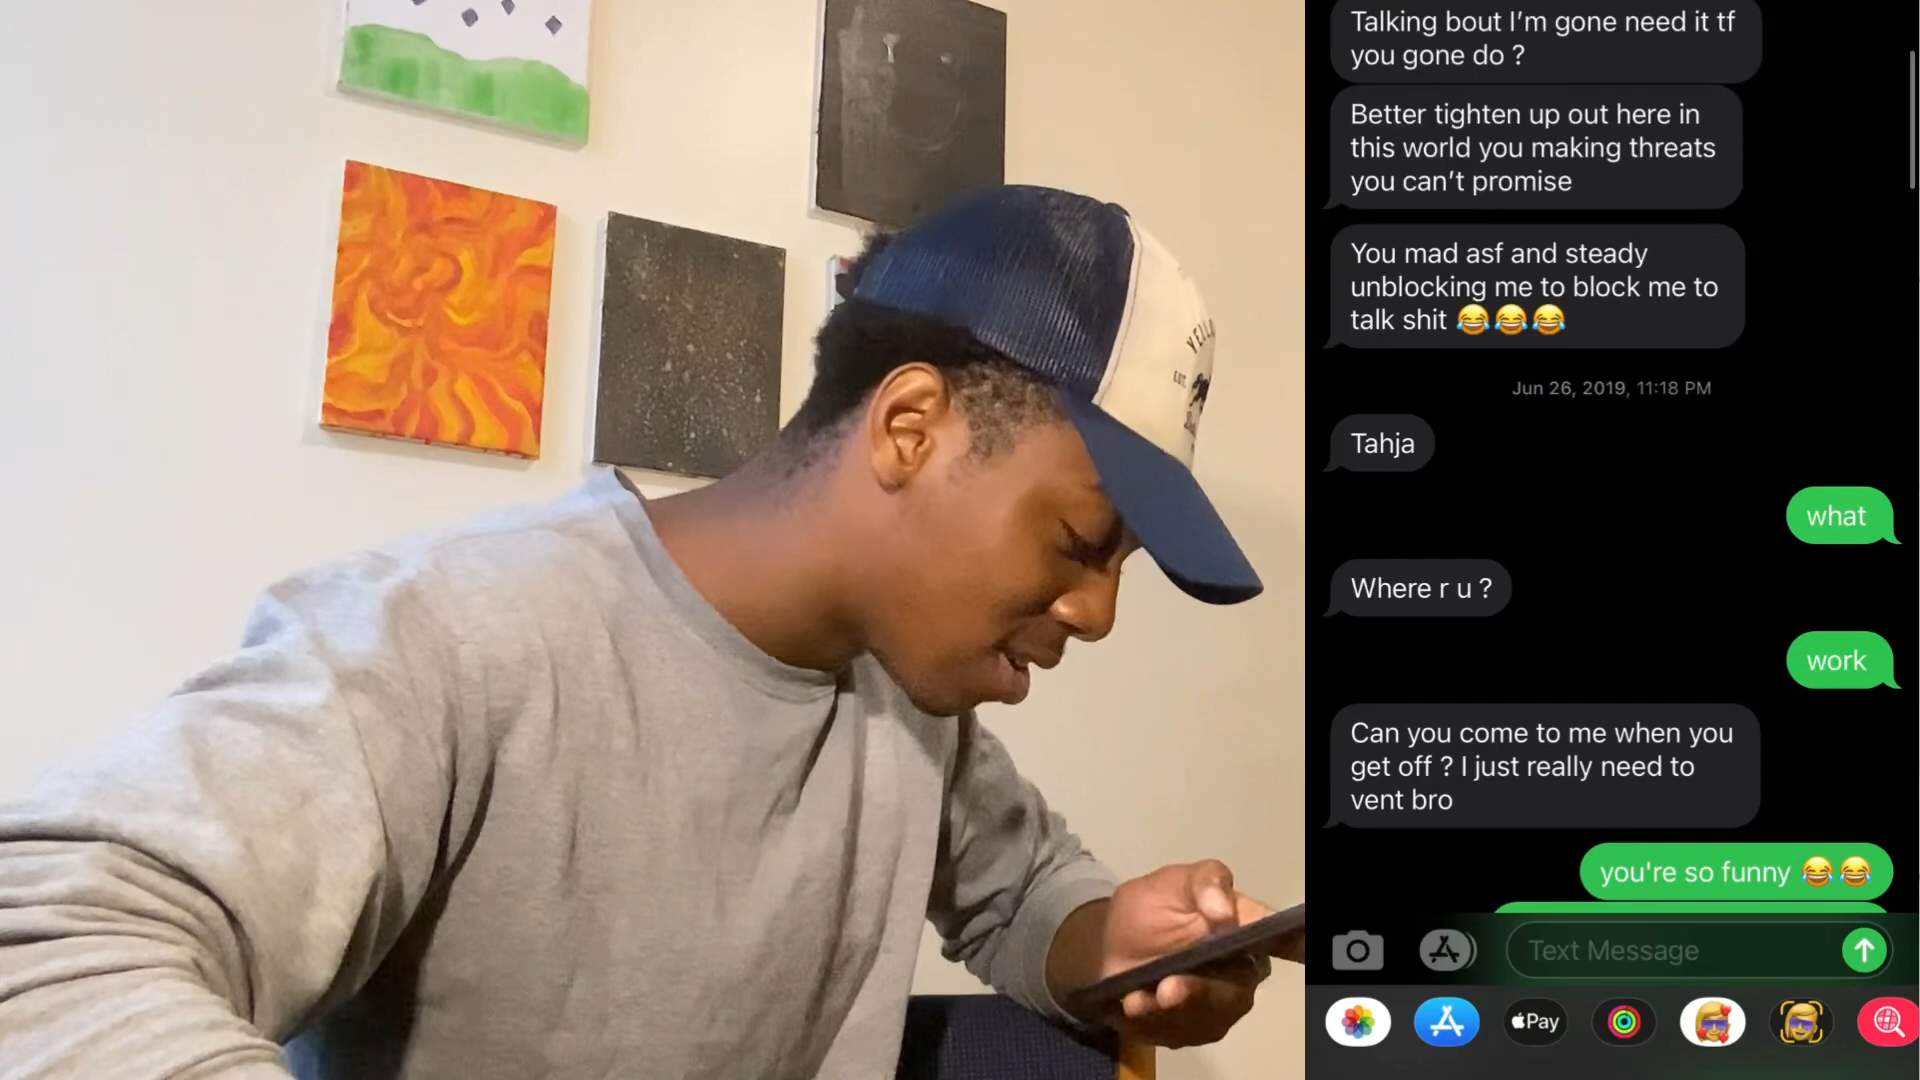 Talking bout I’m gone need it tf
you gone do ?
Better tighten up out here in
this world you making threats
you can’t promise
You mad asf and steady
unblocking me to block me to
talk shit 😂😂😂
Jun 26, 2019, 11:18 PM
Tahja
what
Where r u ?
work
Can you come to me when you
get off ? I just really need to
vent bro
you're so funny 😂😂
Text Message
Pay
EST.